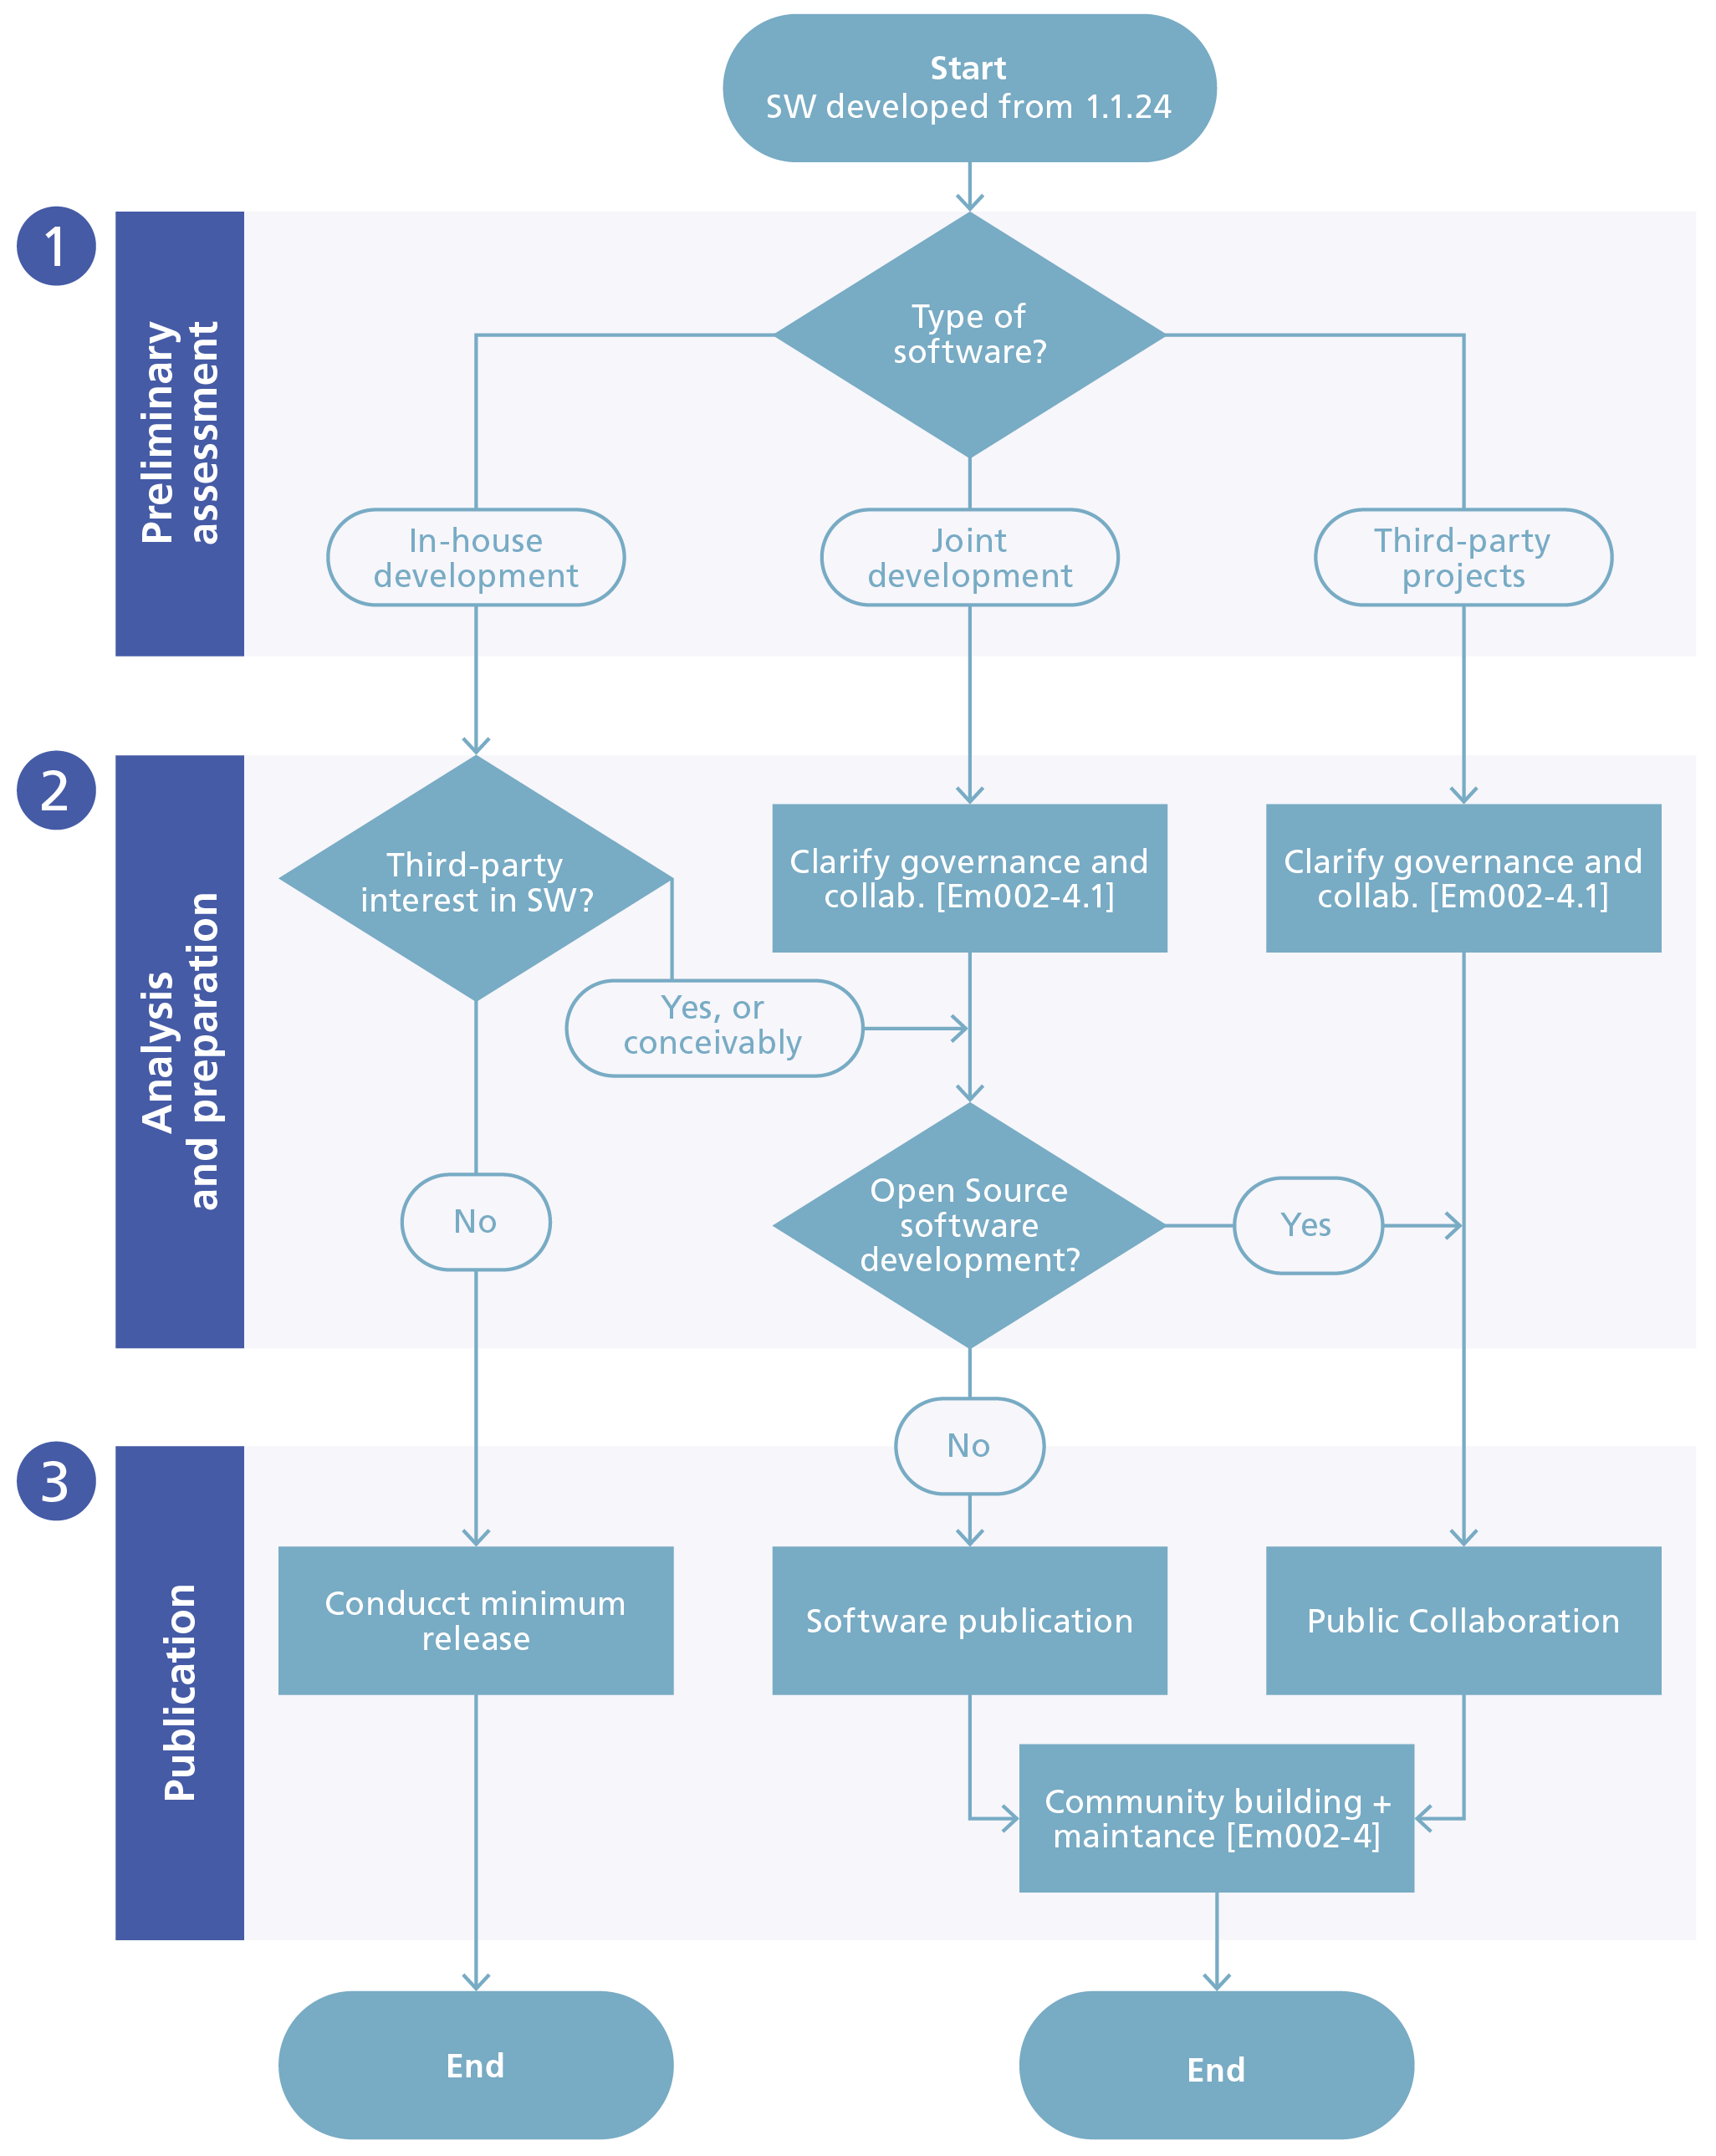 Start
SW developed from 1.1.24
1
Preliminary
assessment
Type of
software?
In-house
development
Joint
development
Third-party
projects
2
Analysis
and preparation
Third-party
interest in SW?
Clarify governance and
collab. [Em002-4.1]
Clarify governance and
collab. [Em002-4.1]
Yes, or
conceivably
No
Open Source
software
development?
Yes
No
3
Publication
Conducct minimum
release
Software publication
Public Collaboration
Community building +
maintance [Em002-4]
End
End